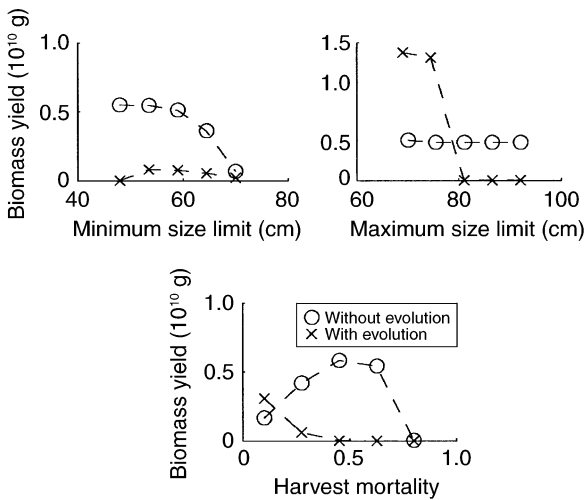 Biomass yield (10¹⁰ g)
1.0
0.5
0
40
60
80
Minimum size limit (cm)
1.5
1.0
0.5
0
60
80
100
Maximum size limit (cm)
Biomass yield (10¹⁰ g)
1.0
0.5
0
0
0.5
1.0
Harvest mortality
Without evolution
With evolution